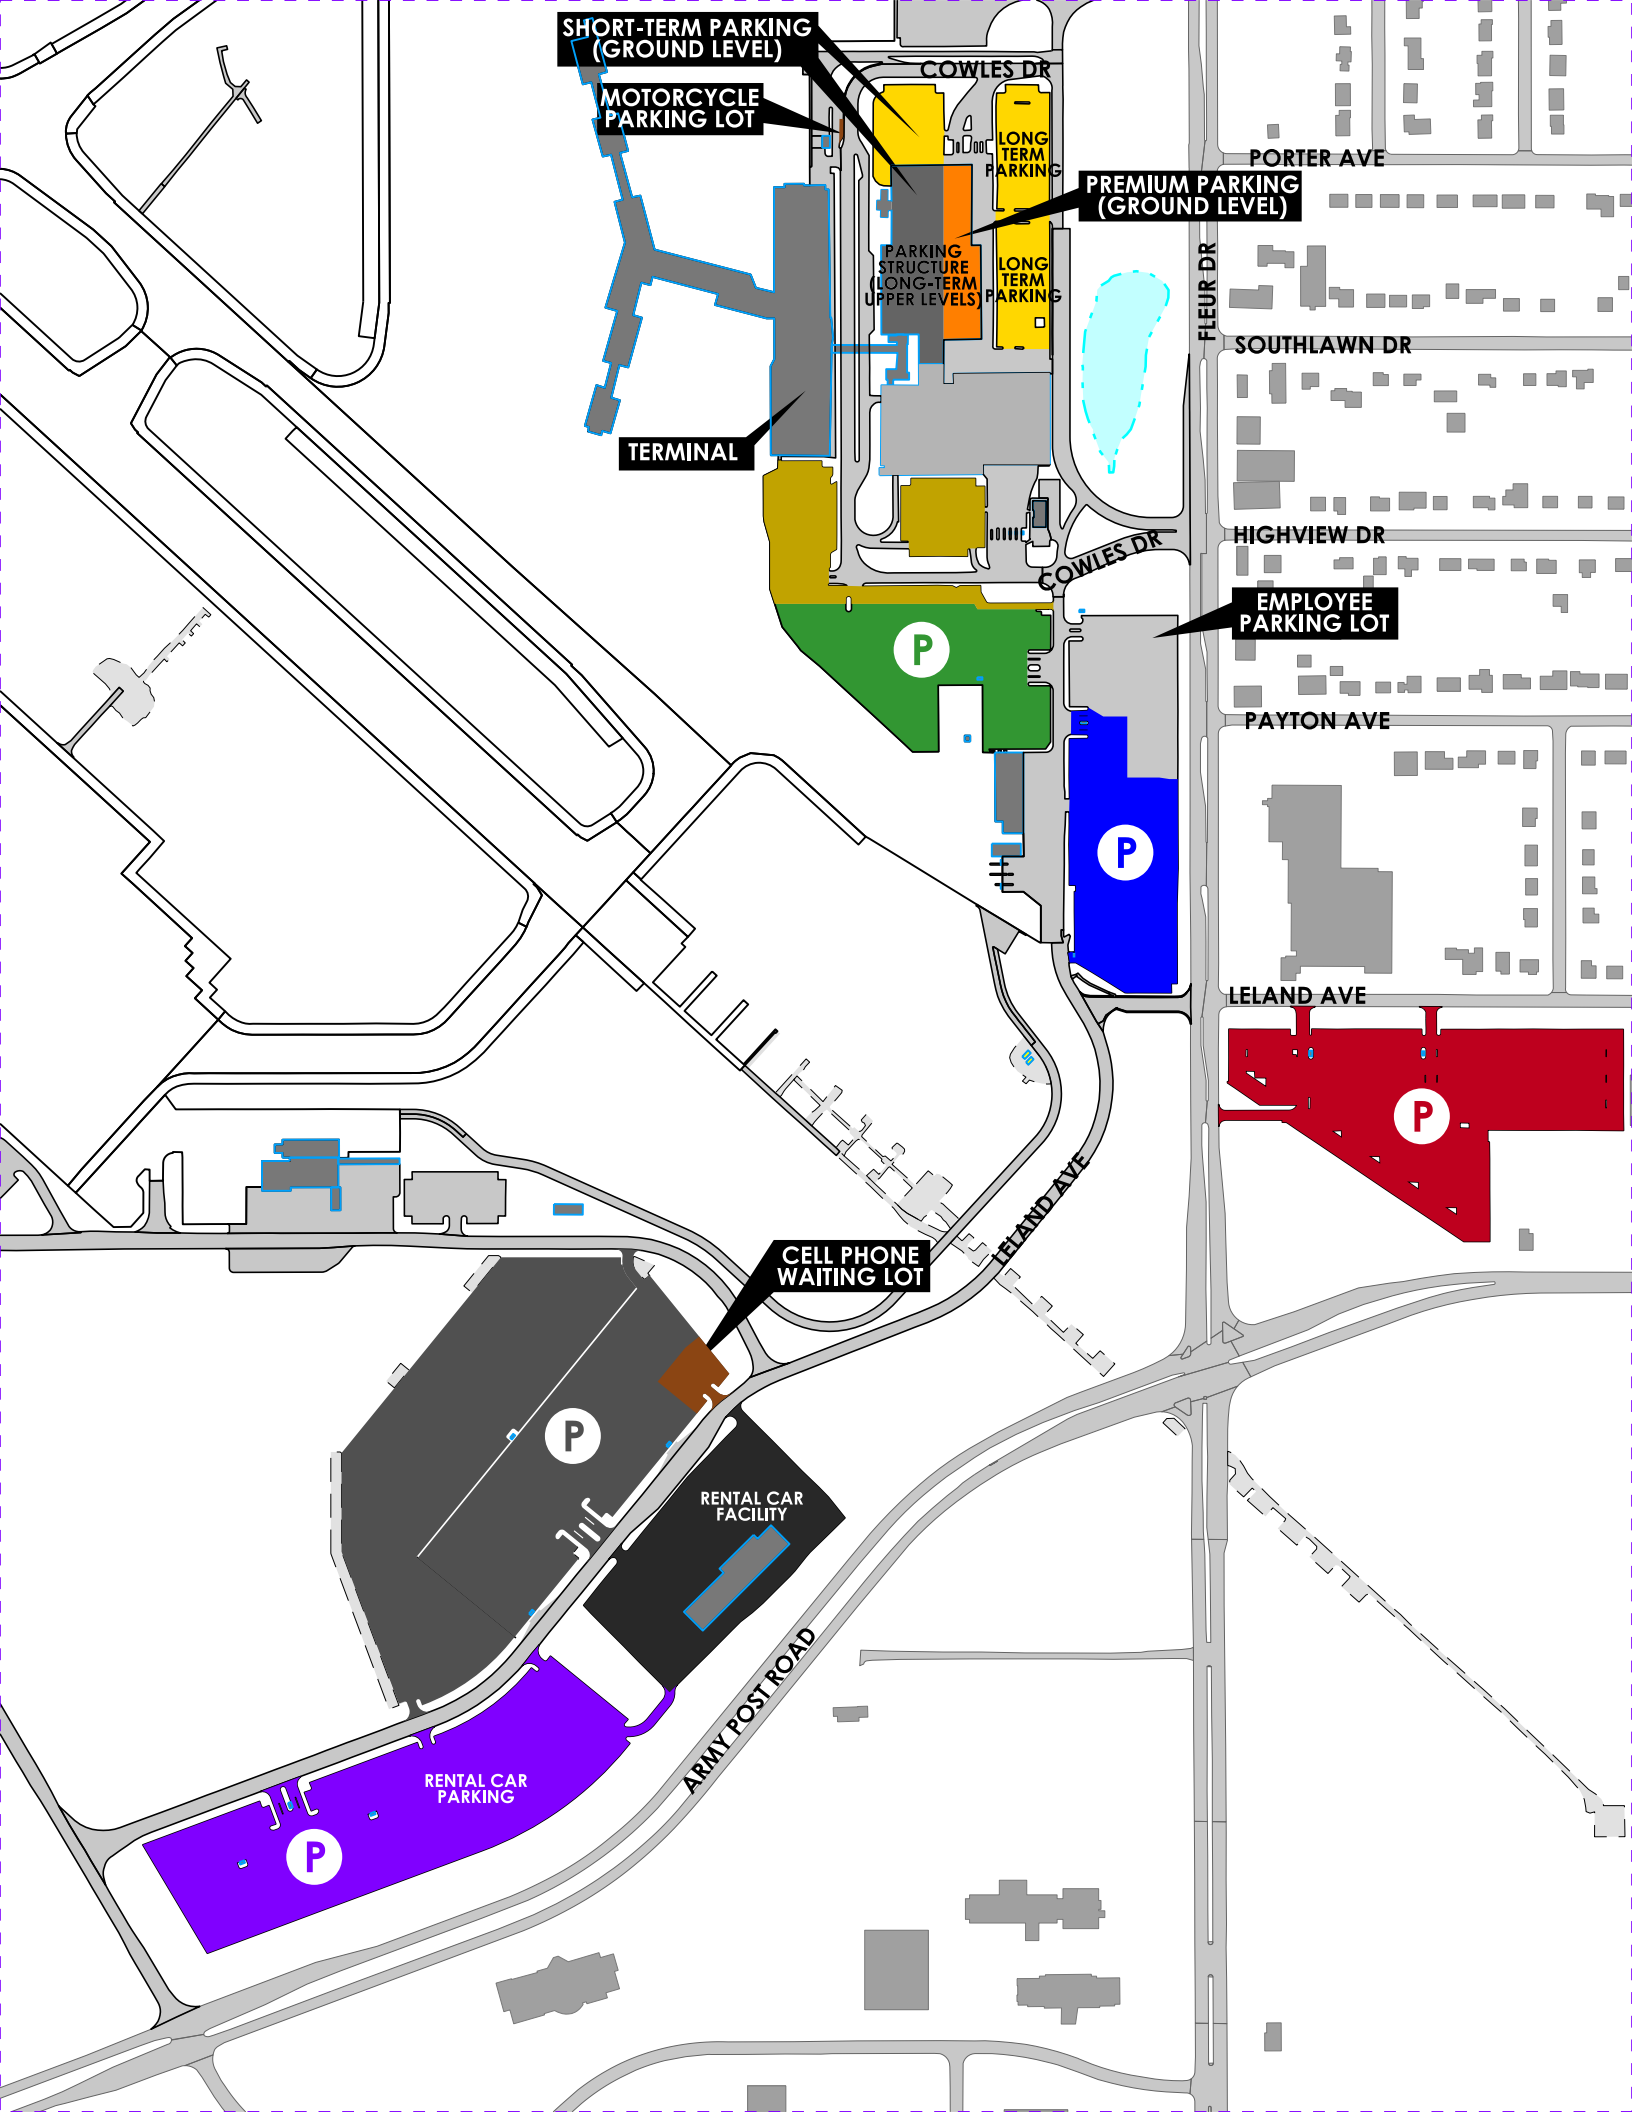 SHORT-TERM PARKING
(GROUND LEVEL)
COWLES DR
MOTORCYCLE
PARKING LOT
LONG
TERM
PARKING
PORTER AVE
PREMIUM PARKING
(GROUND LEVEL)
PARKING
STRUCTURE
(LONG-TERM
UPPER LEVELS)
LONG
TERM
PARKING
FLEUR DR
SOUTHLAWN DR
TERMINAL
HIGHVIEW DR
COWLES DR
EMPLOYEE
PARKING LOT
P
PAYTON AVE
P
LELAND AVE
P
LELAND AVE
CELL PHONE
WAITING LOT
P
RENTAL CAR
FACILITY
ARMY POST ROAD
RENTAL CAR
PARKING
P